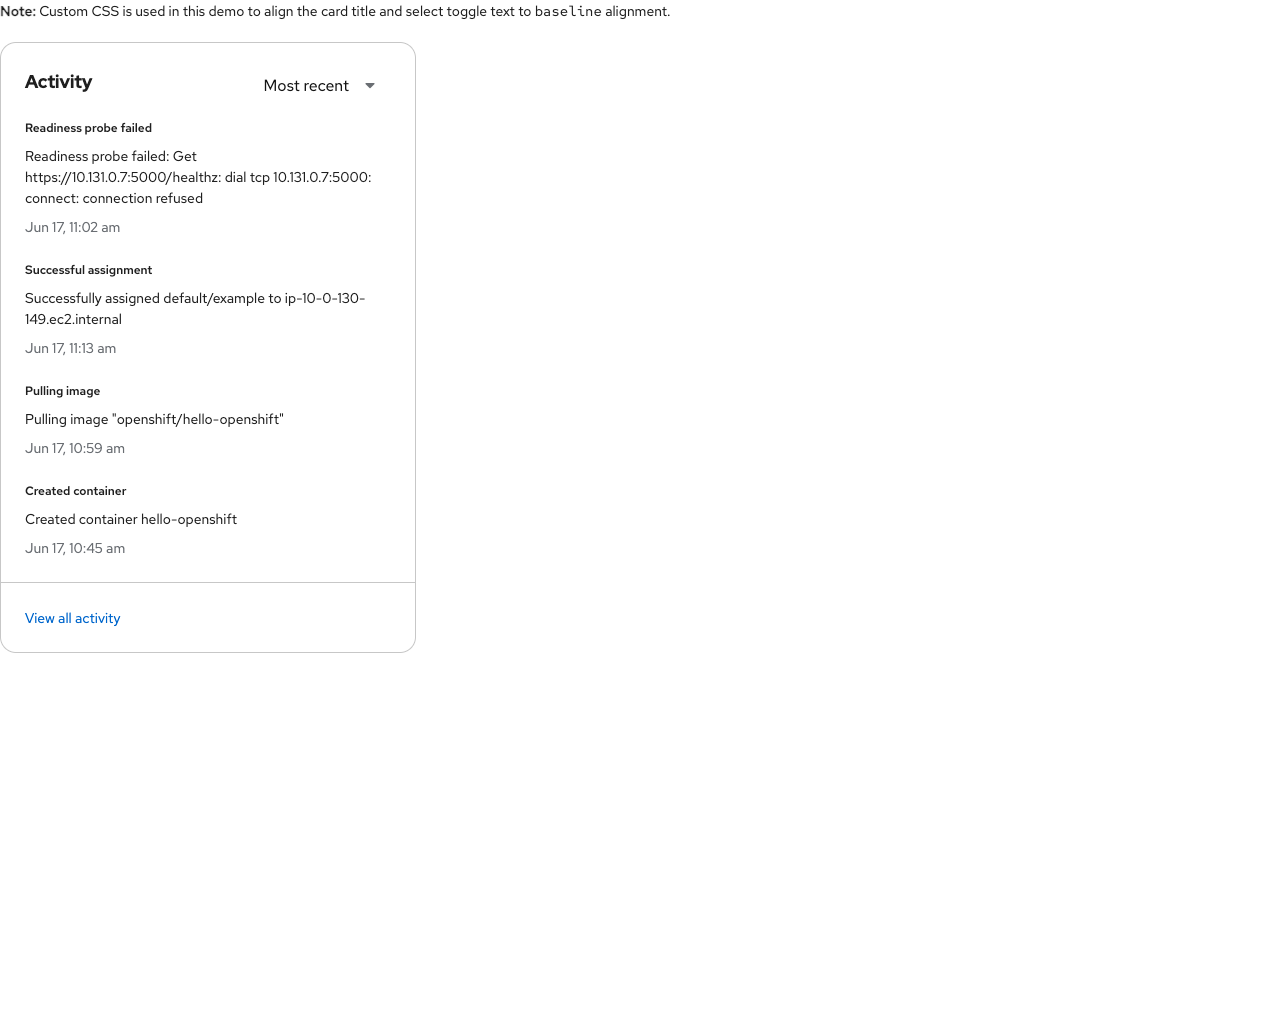 Note: Custom CSS is used in this demo to align the card title and select toggle text to baseline alignment.
Activity
Most recent
Readiness probe failed
Readiness probe failed: Get
https://10.131.0.7:5000/healthz: dial tcp 10.131.0.7:5000:
connect: connection refused
Jun 17, 11:02 am
Successful assignment
Successfully assigned default/example to ip-10-0-130-
149.ec2.internal
Jun 17, 11:13 am
Pulling image
Pulling image "openshift/hello-openshift"
Jun 17, 10:59 am
Created container
Created container hello-openshift
Jun 17, 10:45 am
View all activity